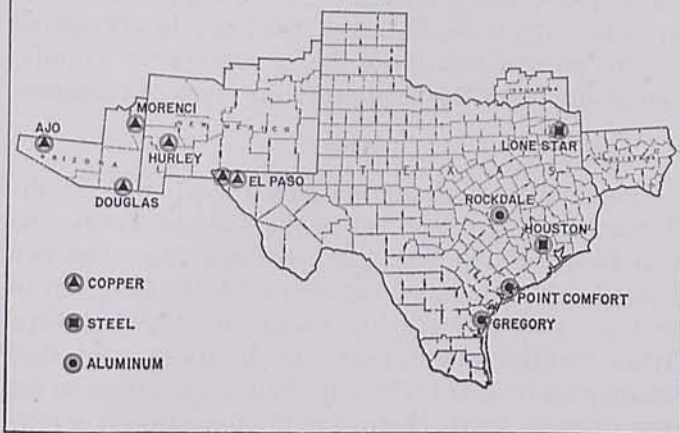 MORENCI
AJO
NEW MEXICO
OKLAHOMA
LONE STAR
HURLEY
ARIZONA
EL PASO
TEXAS
DOUGLAS
ROCKDALE
HOUSTON
COPPER
POINT COMFORT
STEEL
GREGORY
ALUMINUM